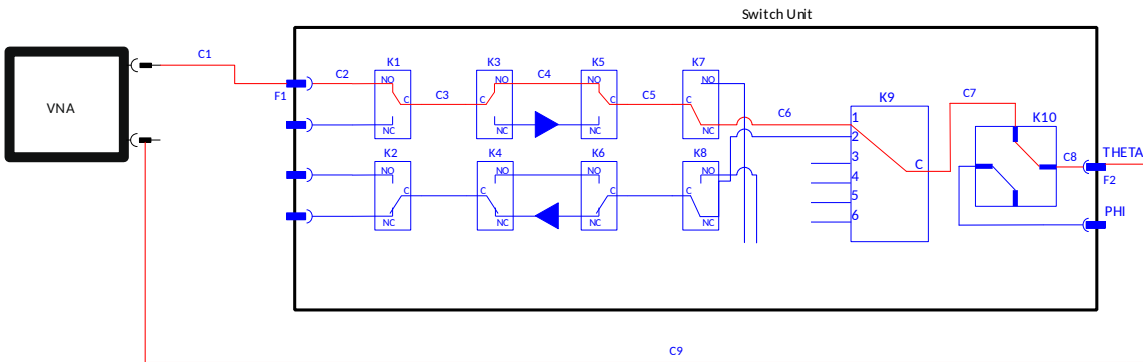 Switch Unit
VNA
C1
F1
C2
K1
NO
C
NC
C3
K3
NO
C
NC
C4
K5
NO
C
NC
C5
K7
NO
C
NC
C6
K2
NO
C
NC
K4
NO
C
NC
K6
NO
C
NC
K8
NO
C
NC
K9
1
2
3
4
5
6
C
C7
K10
C8
THETA
F2
PHI
C9